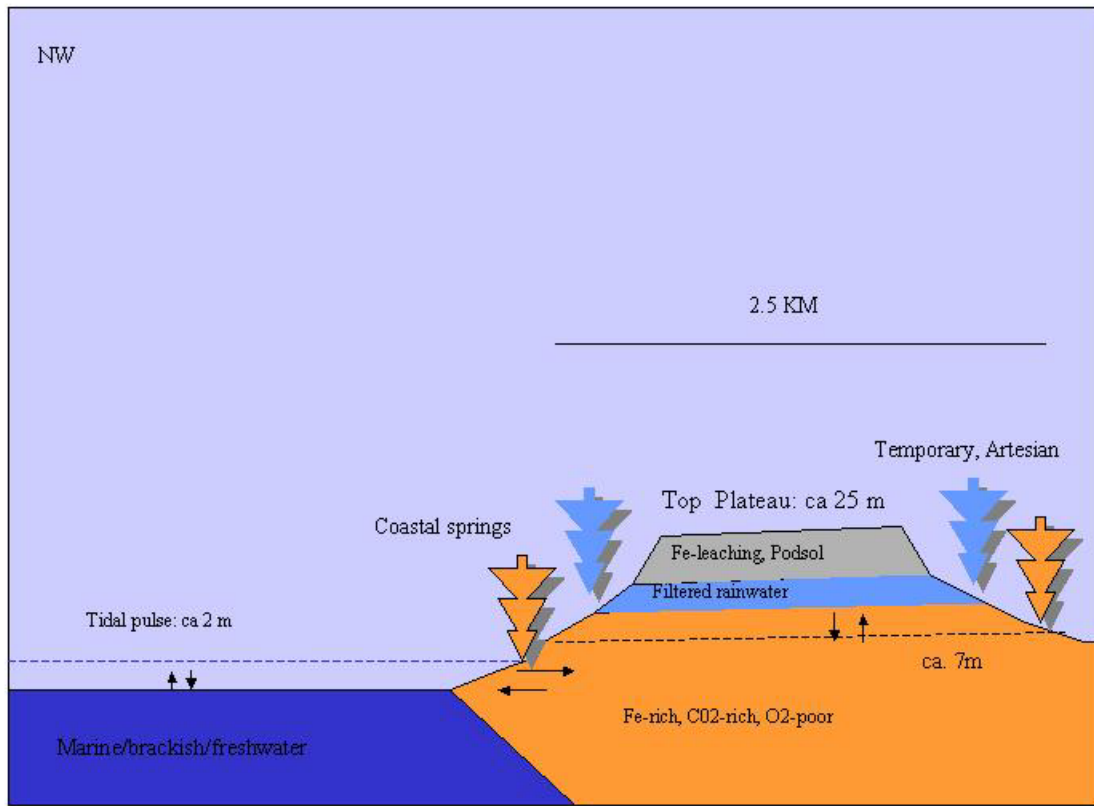 NW
2.5 KM
Temporary, Artesian
Top Plateau: ca 25 m
Coastal springs
Fe-leaching, Podsol
Filtered rainwater
Tidal pulse: ca 2 m
ca. 7m
Fe-rich, C02-rich, O2-poor
Marine/brackish/freshwater